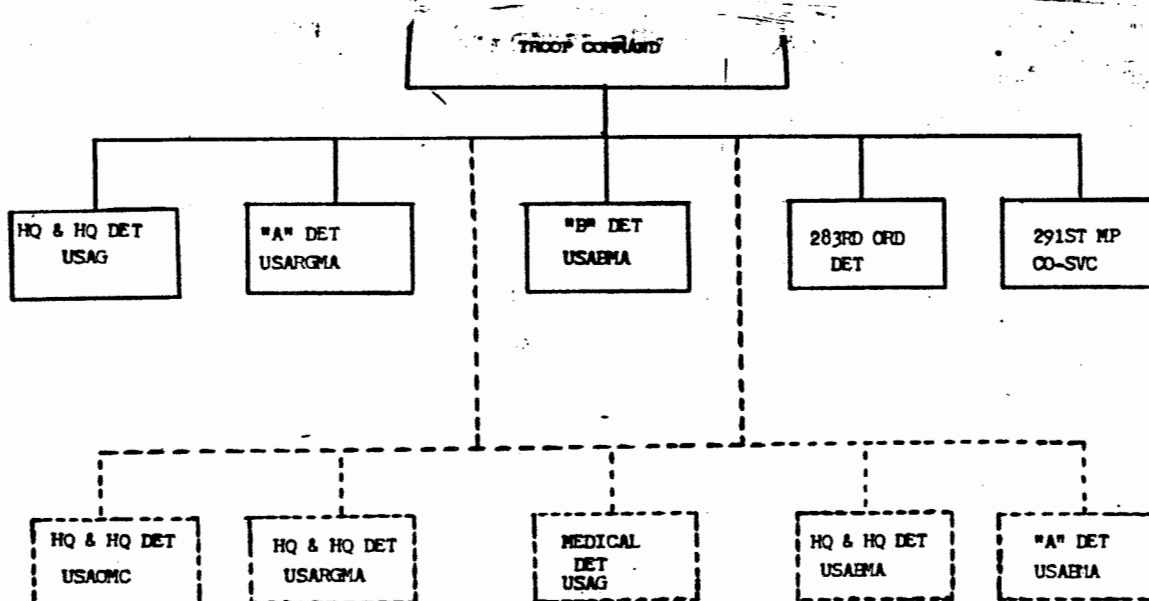 TROOP COMMAND
HQ & HQ DET
USAG
"A" DET
USARGMA
"B" DET
USABMA
283RD ORD
DET
291ST MP
CO-SVC
HQ & HQ DET
USAOMC
HQ & HQ DET
USARGMA
MEDICAL
DET
USAG
HQ & HQ DET
USABMA
"A" DET
USABMA